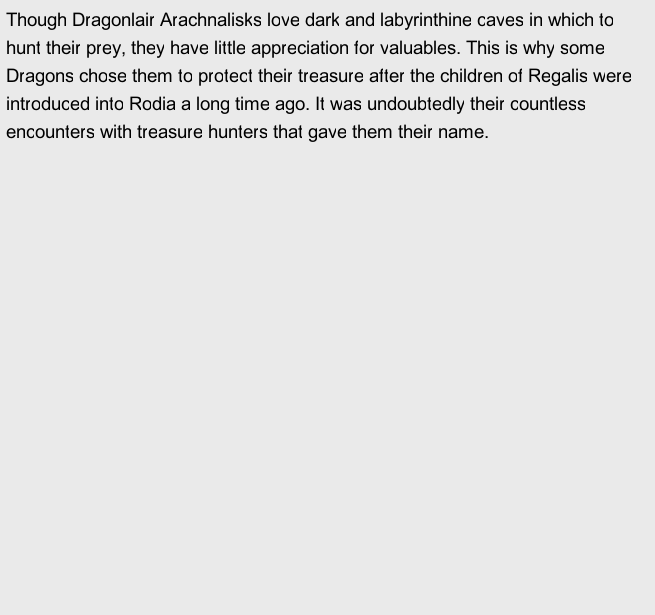 Though Dragonlair Arachnalisks love dark and labyrinthine caves in which to
hunt their prey, they have little appreciation for valuables. This is why some
Dragons chose them to protect their treasure after the children of Regalis were
introduced into Rodia a long time ago. It was undoubtedly their countless
encounters with treasure hunters that gave them their name.